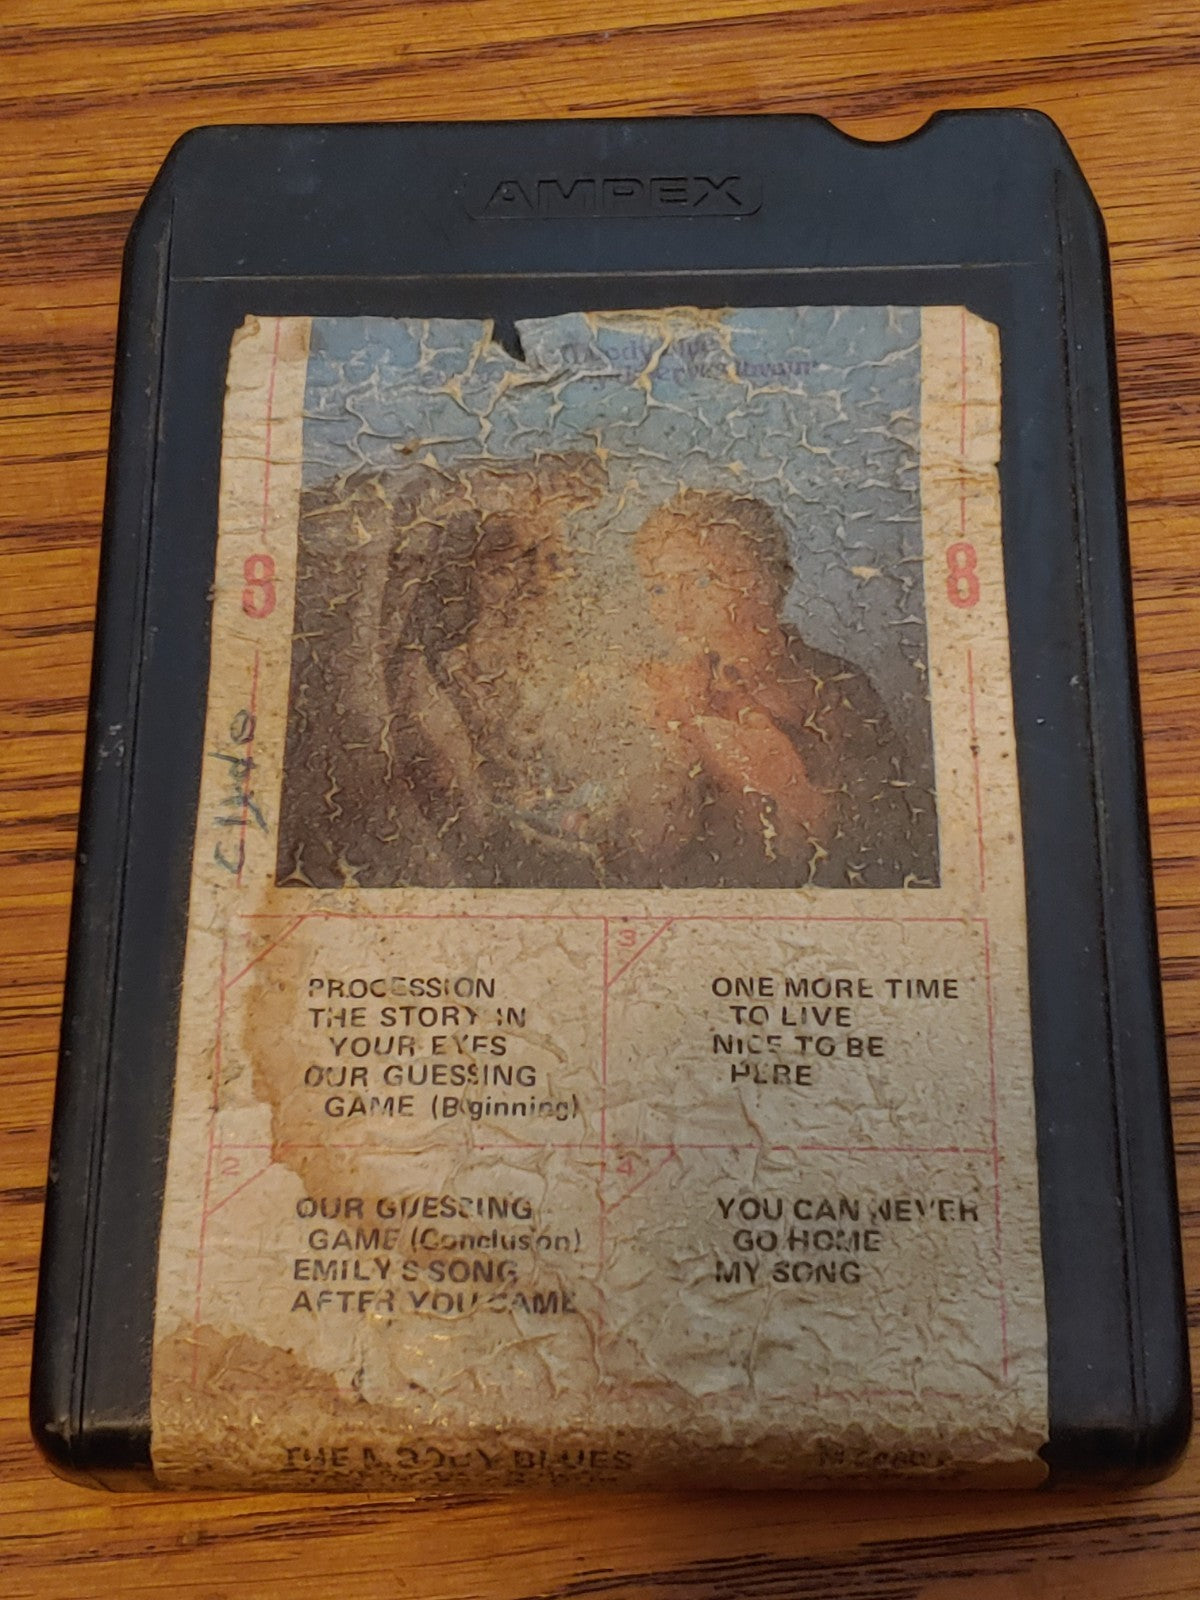 AMPEX
8
8
Clyde
3
PROCESSION
THE STORY IN
YOUR EYES
OUR GUESSING
GAME (Beginning)
ONE MORE TIME
TO LIVE
NICE TO BE
HERE
2
4
OUR GUESSING
GAME (Conclusion)
EMILY'S SONG
AFTER YOU CAME
YOU CAN NEVER
GO HOME
MY SONG
THE MOODY BLUES